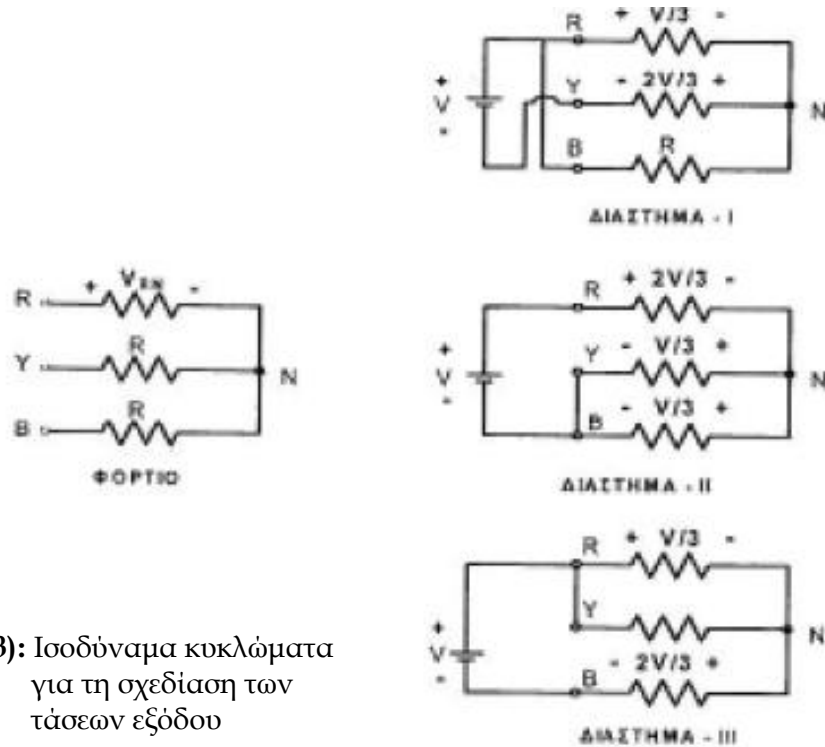 R + V/3 -
+ Y - 2V/3 +
V N
- B R
ΔΙΑΣΤΗΜΑ - Ι
R + V_RN -
Y R N
B R
ΦΟΡΤΙΟ
R + 2V/3 -
+ Y - V/3 +
V N
- B - V/3 +
ΔΙΑΣΤΗΜΑ - ΙΙ
R + V/3 -
Y
+ N
V B - 2V/3 +
-
ΔΙΑΣΤΗΜΑ - ΙΙΙ
3): Ισοδύναμα κυκλώματα
για τη σχεδίαση των
τάσεων εξόδου